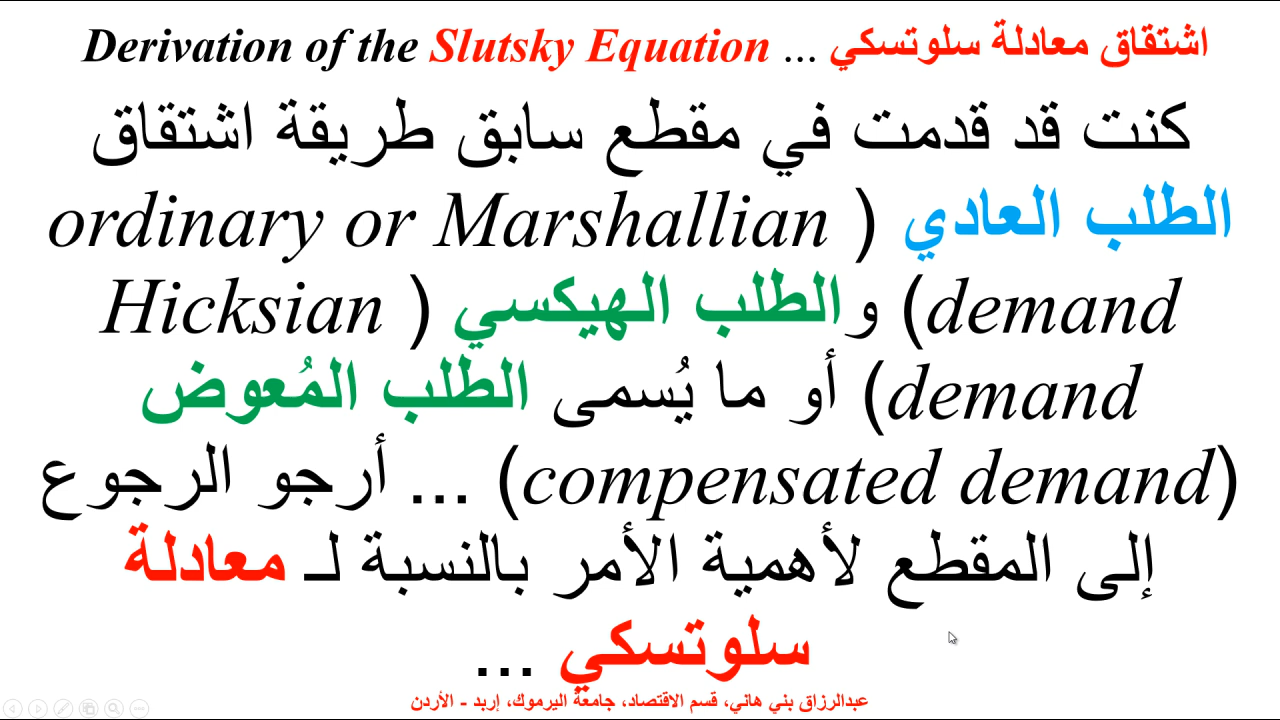 اشتقاق معادلة سلوتسكي ... Derivation of the Slutsky Equation
كنت قد قدمت في مقطع سابق طريقة اشتقاق
الطلب العادي (ordinary or Marshallian
demand) والطلب الهيكسي (Hicksian
demand) أو ما يُسمى الطلب المُعوض
(compensated demand) ... أرجو الرجوع
إلى المقطع لأهمية الأمر بالنسبة لـ معادلة
سلوتسكي ...
عبدالرزاق بني هاني، قسم الاقتصاد، جامعة اليرموك، إربد - الأردن